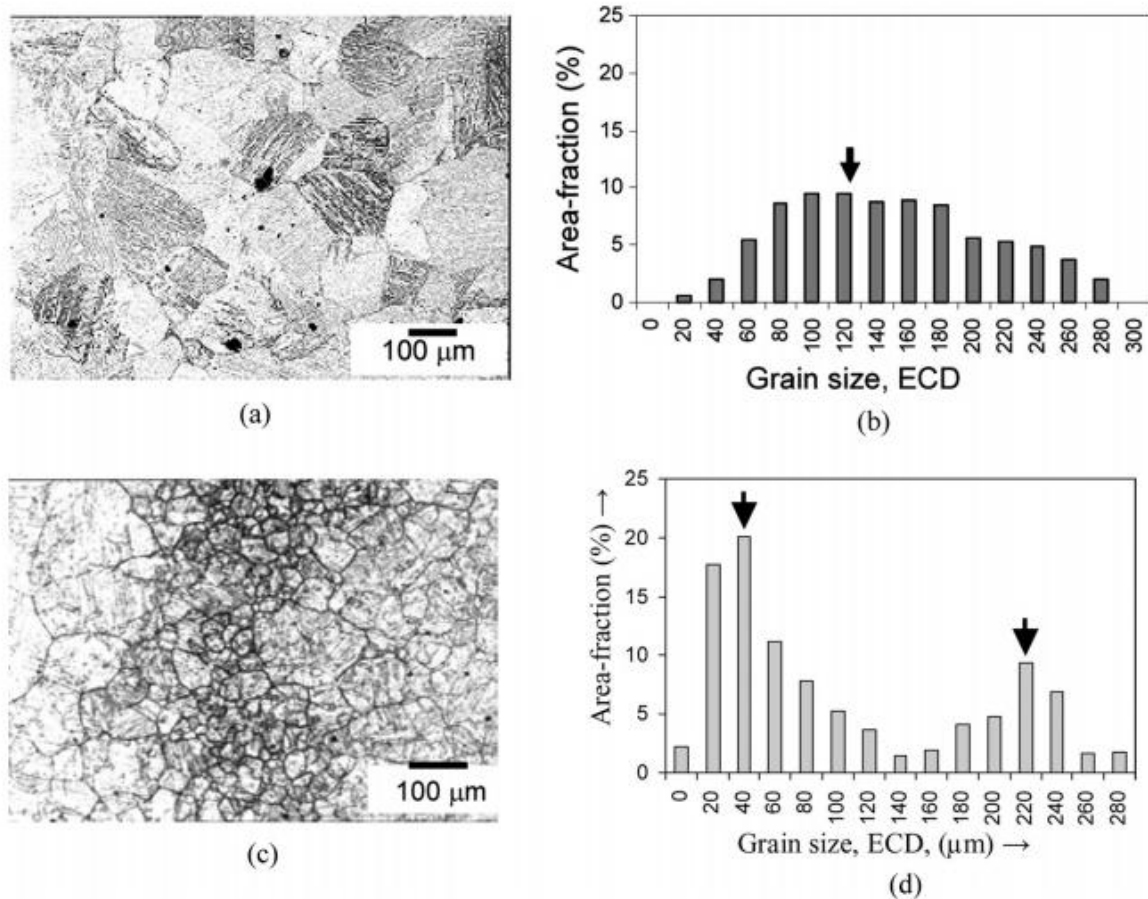 100 µm
(a)
Area-fraction (%)
25
20
15
10
5
0
0 20 40 60 80 100 120 140 160 180 200 220 240 260 280 300
Grain size, ECD
(b)
100 µm
(c)
Area-fraction (%) →
25
20
15
10
5
0
0 20 40 60 80 100 120 140 160 180 200 220 240 260 280
Grain size, ECD, (µm) →
(d)